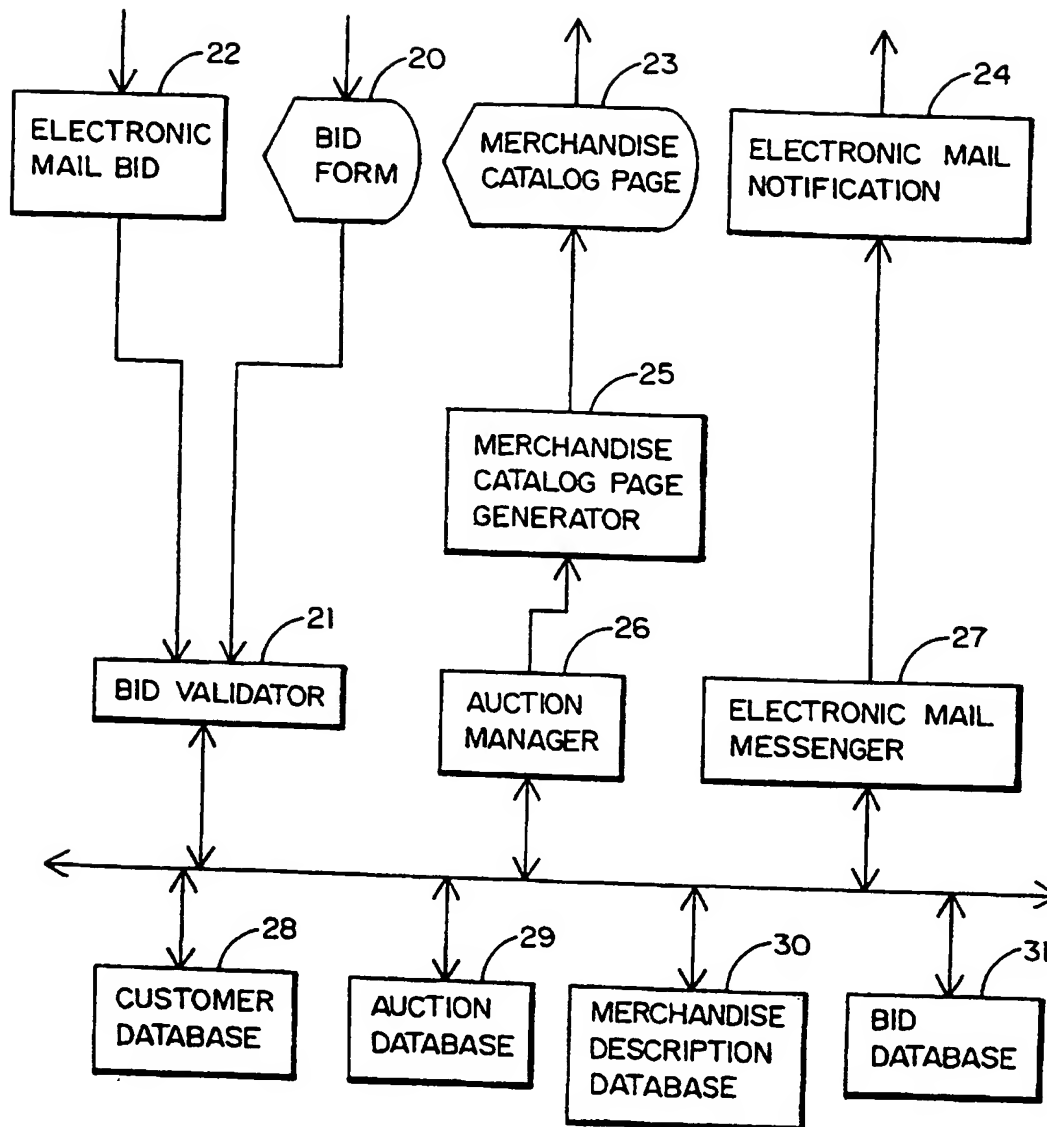 22
20
23
24
ELECTRONIC
MAIL BID
BID
FORM
MERCHANDISE
CATALOG PAGE
ELECTRONIC MAIL
NOTIFICATION
25
MERCHANDISE
CATALOG PAGE
GENERATOR
21
BID VALIDATOR
26
AUCTION
MANAGER
27
ELECTRONIC MAIL
MESSENGER
28
CUSTOMER
DATABASE
29
AUCTION
DATABASE
30
MERCHANDISE
DESCRIPTION
DATABASE
31
BID
DATABASE